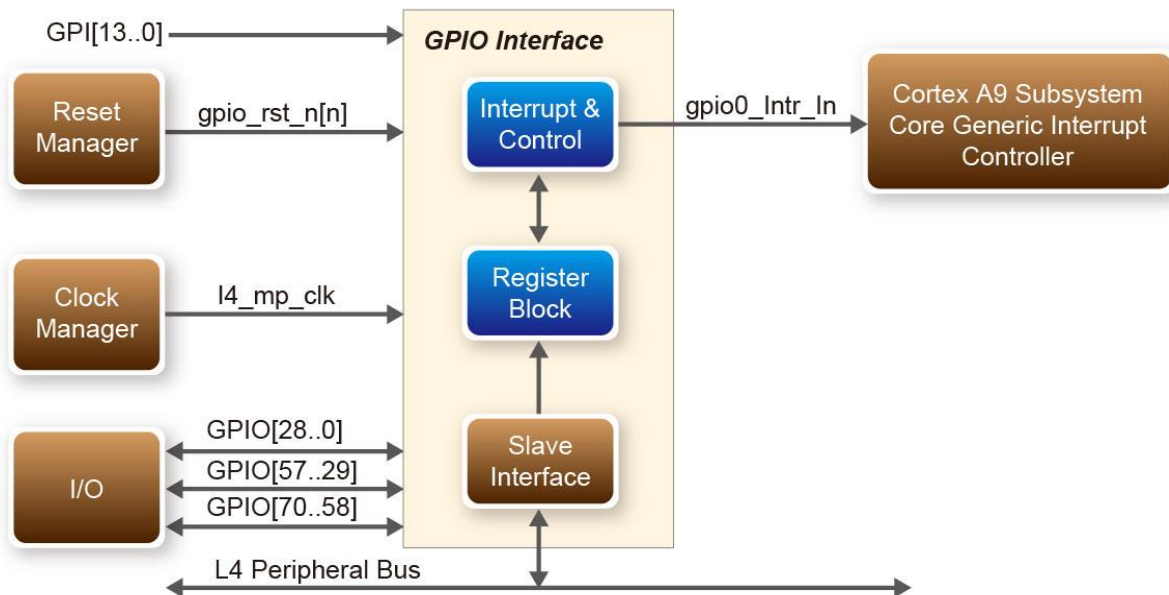 GPI[13..0]
GPIO Interface
Reset
Manager
gpio_rst_n[n]
Interrupt &
Control
gpio0_Intr_In
Cortex A9 Subsystem
Core Generic Interrupt
Controller
Clock
Manager
l4_mp_clk
Register
Block
I/O
GPIO[28..0]
GPIO[57..29]
GPIO[70..58]
Slave
Interface
L4 Peripheral Bus